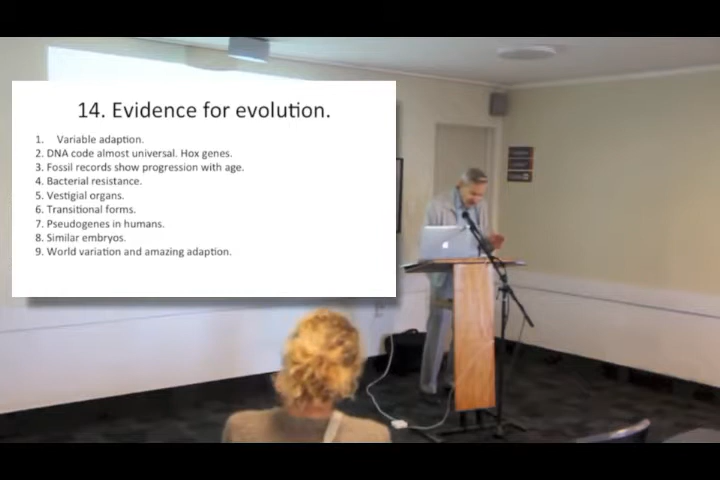 14. Evidence for evolution.
1. Variable adaption.
2. DNA code almost universal. Hox genes.
3. Fossil records show progression with age.
4. Bacterial resistance.
5. Vestigial organs.
6. Transitional forms.
7. Pseudogenes in humans.
8. Similar embryos.
9. World variation and amazing adaption.